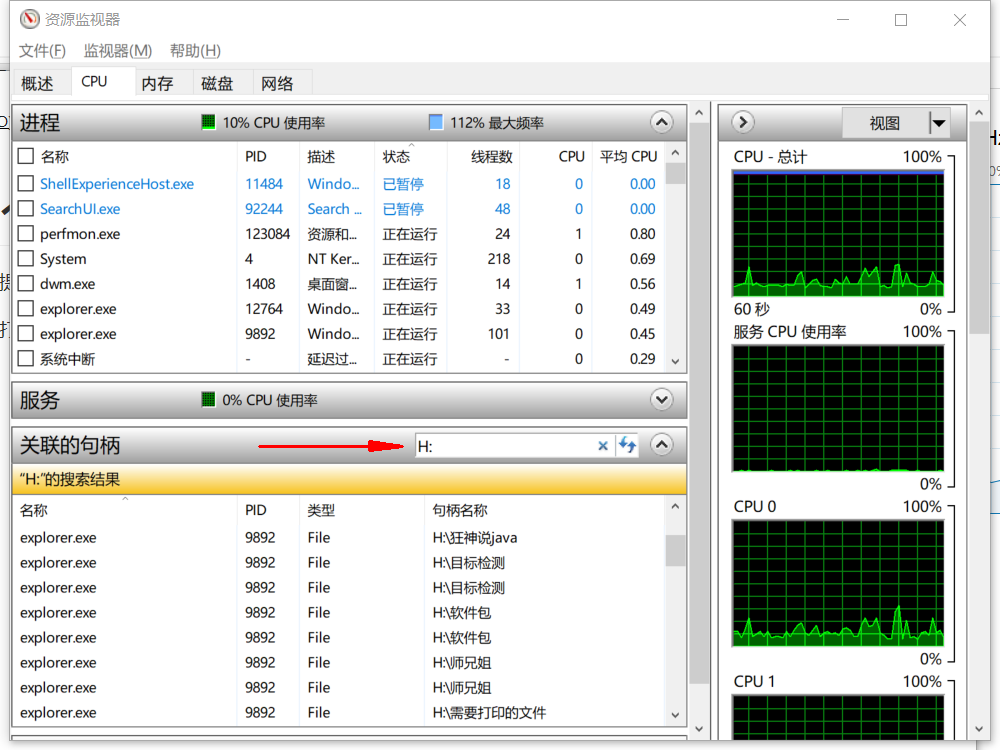 资源监视器
文件(F) 监视器(M) 帮助(H)
概述 CPU 内存 磁盘 网络
进程 10% CPU 使用率 112% 最大频率
名称 PID 描述 状态 线程数 CPU 平均 CPU
ShellExperienceHost.exe 11484 Windo... 已暂停 18 0 0.00
SearchUI.exe 92244 Search ... 已暂停 48 0 0.00
perfmon.exe 123084 资源和... 正在运行 24 1 0.80
System 4 NT Ker... 正在运行 218 0 0.69
dwm.exe 1408 桌面窗... 正在运行 14 1 0.56
explorer.exe 12764 Windo... 正在运行 33 0 0.49
explorer.exe 9892 Windo... 正在运行 101 0 0.45
系统中断 - 延迟过... 正在运行 - 0 0.29
服务 0% CPU 使用率
关联的句柄 H:
“H:”的搜索结果
名称 PID 类型 句柄名称
explorer.exe 9892 File H:\狂神说java
explorer.exe 9892 File H:\目标检测
explorer.exe 9892 File H:\目标检测
explorer.exe 9892 File H:\软件包
explorer.exe 9892 File H:\软件包
explorer.exe 9892 File H:\师兄姐
explorer.exe 9892 File H:\师兄姐
explorer.exe 9892 File H:\需要打印的文件
视图
CPU - 总计 100%
60 秒 0%
服务 CPU 使用率 100%
0%
CPU 0 100%
0%
CPU 1 100%